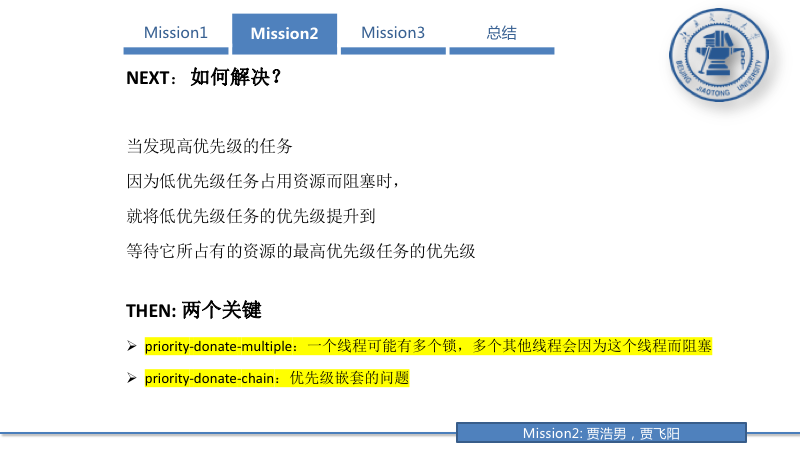 Mission1
Mission2
Mission3
总结
NEXT： 如何解决？
当发现高优先级的任务
因为低优先级任务占用资源而阻塞时，
就将低优先级任务的优先级提升到
等待它所占有的资源的最高优先级任务的优先级
THEN: 两个关键
➢ priority-donate-multiple：一个线程可能有多个锁，多个其他线程会因为这个线程而阻塞
➢ priority-donate-chain：优先级嵌套的问题
Mission2: 贾浩男，贾飞阳
北京交通大学
BEIJING JIAOTONG UNIVERSITY